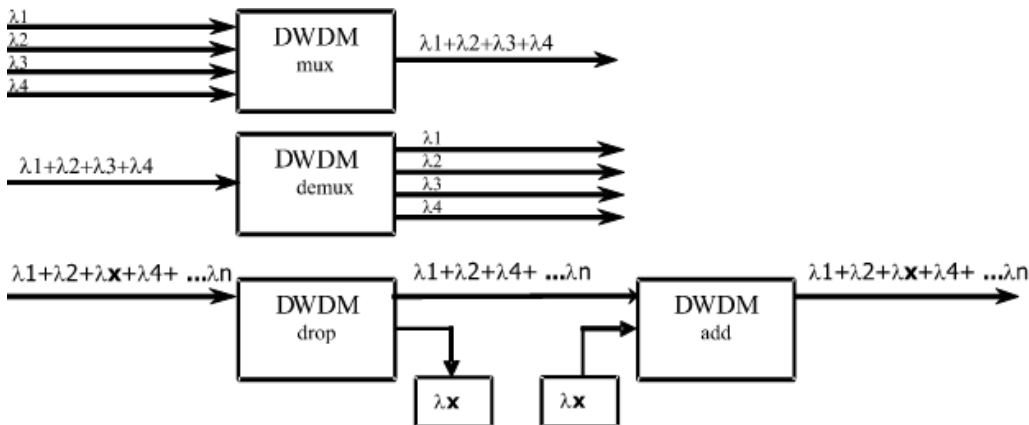 λ1
λ2
λ3
λ4
DWDM
mux
λ1+λ2+λ3+λ4
λ1+λ2+λ3+λ4
DWDM
demux
λ1
λ2
λ3
λ4
λ1+λ2+λx+λ4+ ...λn
DWDM
drop
λ1+λ2+λ4+ ...λn
λx
λx
DWDM
add
λ1+λ2+λx+λ4+ ...λn